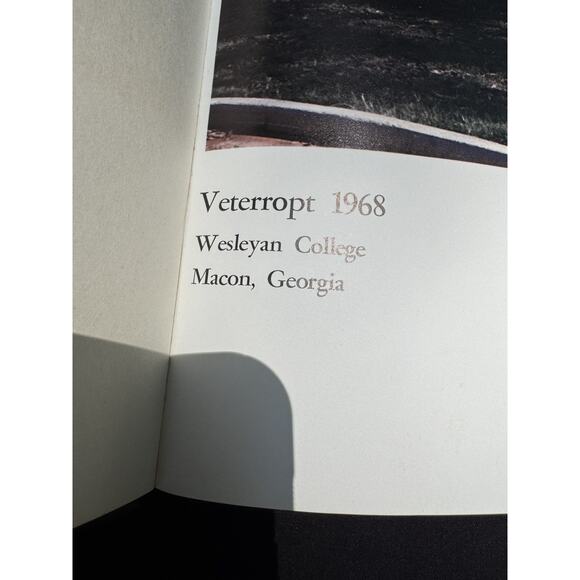 Veterropt 1968
Wesleyan College
Macon, Georgia